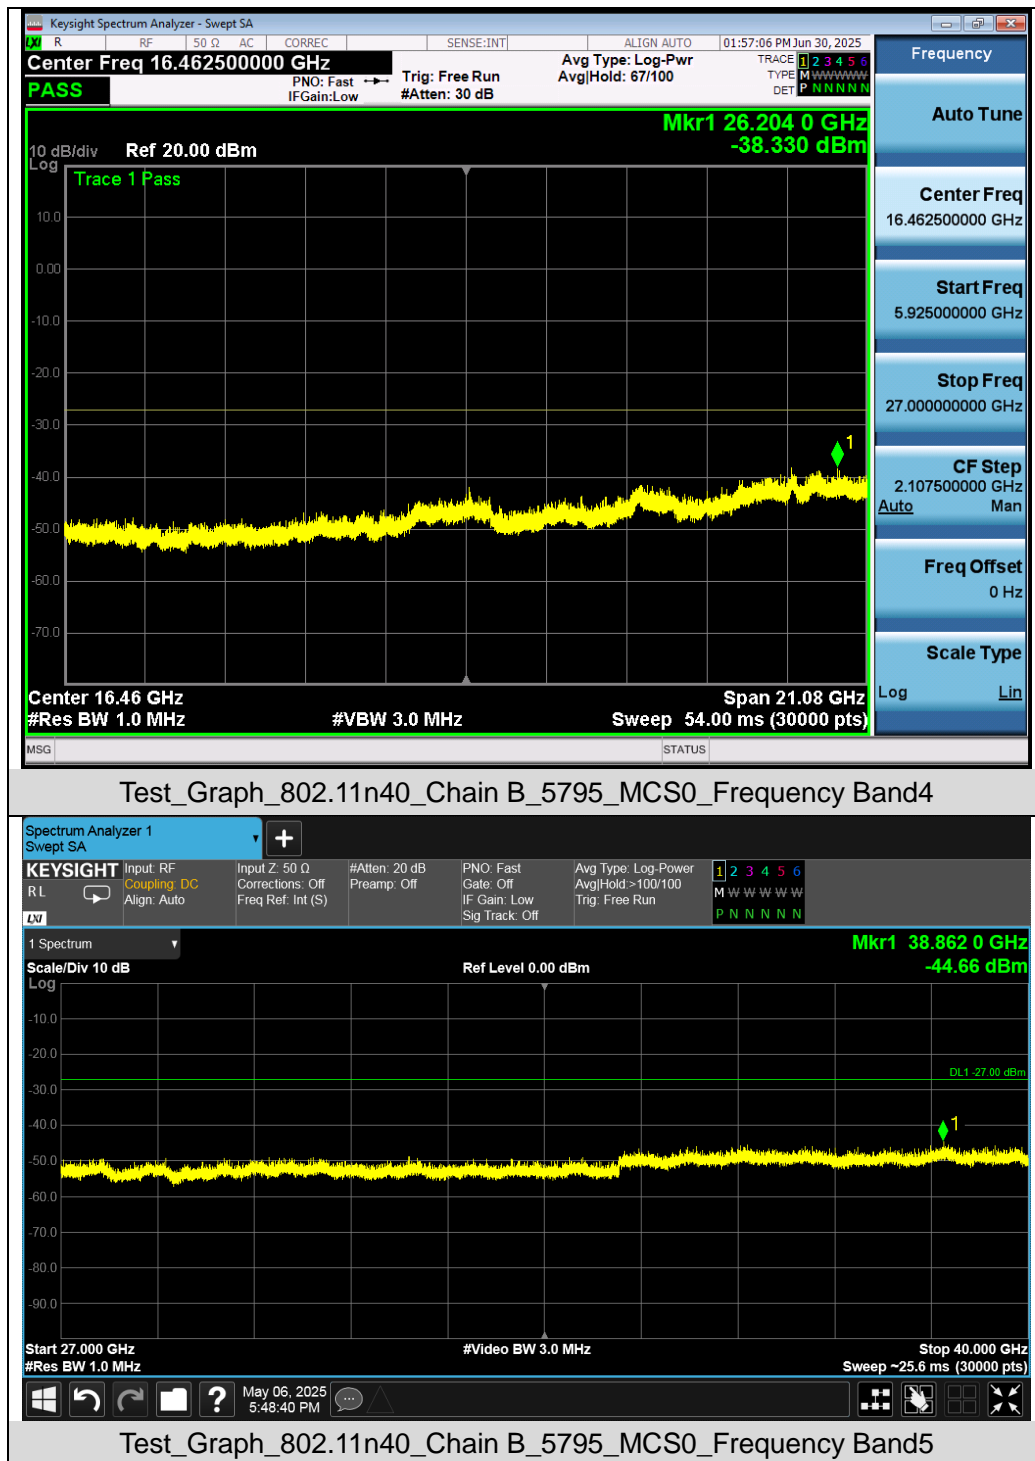 Keysight Spectrum Analyzer - Swept SA
LXI R RF 50 Ω AC CORREC SENSE:INT ALIGN AUTO 01:57:06 PM Jun 30, 2025
Center Freq 16.462500000 GHz
PASS
PNO: Fast
IFGain:Low
Trig: Free Run
#Atten: 30 dB
Avg Type: Log-Pwr
Avg|Hold: 67/100
TRACE 1 2 3 4 5 6
TYPE M W W W W W
DET P N N N N N
Mkr1 26.204 0 GHz
-38.330 dBm
10 dB/div Ref 20.00 dBm
Log
Trace 1 Pass
10.0
0.00
-10.0
-20.0
-30.0
1
-40.0
-50.0
-60.0
-70.0
Center 16.46 GHz Span 21.08 GHz
#Res BW 1.0 MHz #VBW 3.0 MHz Sweep 54.00 ms (30000 pts)
MSG STATUS
Frequency
Auto Tune
Center Freq
16.462500000 GHz
Start Freq
5.925000000 GHz
Stop Freq
27.000000000 GHz
CF Step
2.107500000 GHz
Auto Man
Freq Offset
0 Hz
Scale Type
Log Lin
Test_Graph_802.11n40_Chain B_5795_MCS0_Frequency Band4
Spectrum Analyzer 1
Swept SA
+
KEYSIGHT
RL
LXI
Input: RF
Coupling: DC
Align: Auto
Input Z: 50 Ω
Corrections: Off
Freq Ref: Int (S)
#Atten: 20 dB
Preamp: Off
PNO: Fast
Gate: Off
IF Gain: Low
Sig Track: Off
Avg Type: Log-Power
Avg|Hold:>100/100
Trig: Free Run
1 2 3 4 5 6
M W W W W W
P N N N N N
1 Spectrum
Mkr1 38.862 0 GHz
Scale/Div 10 dB Ref Level 0.00 dBm -44.66 dBm
Log
-10.0
-20.0
DL1 -27.00 dBm
-30.0
-40.0
1
-50.0
-60.0
-70.0
-80.0
-90.0
Start 27.000 GHz #Video BW 3.0 MHz Stop 40.000 GHz
#Res BW 1.0 MHz Sweep ~25.6 ms (30000 pts)
?
May 06, 2025
5:48:40 PM
Test_Graph_802.11n40_Chain B_5795_MCS0_Frequency Band5